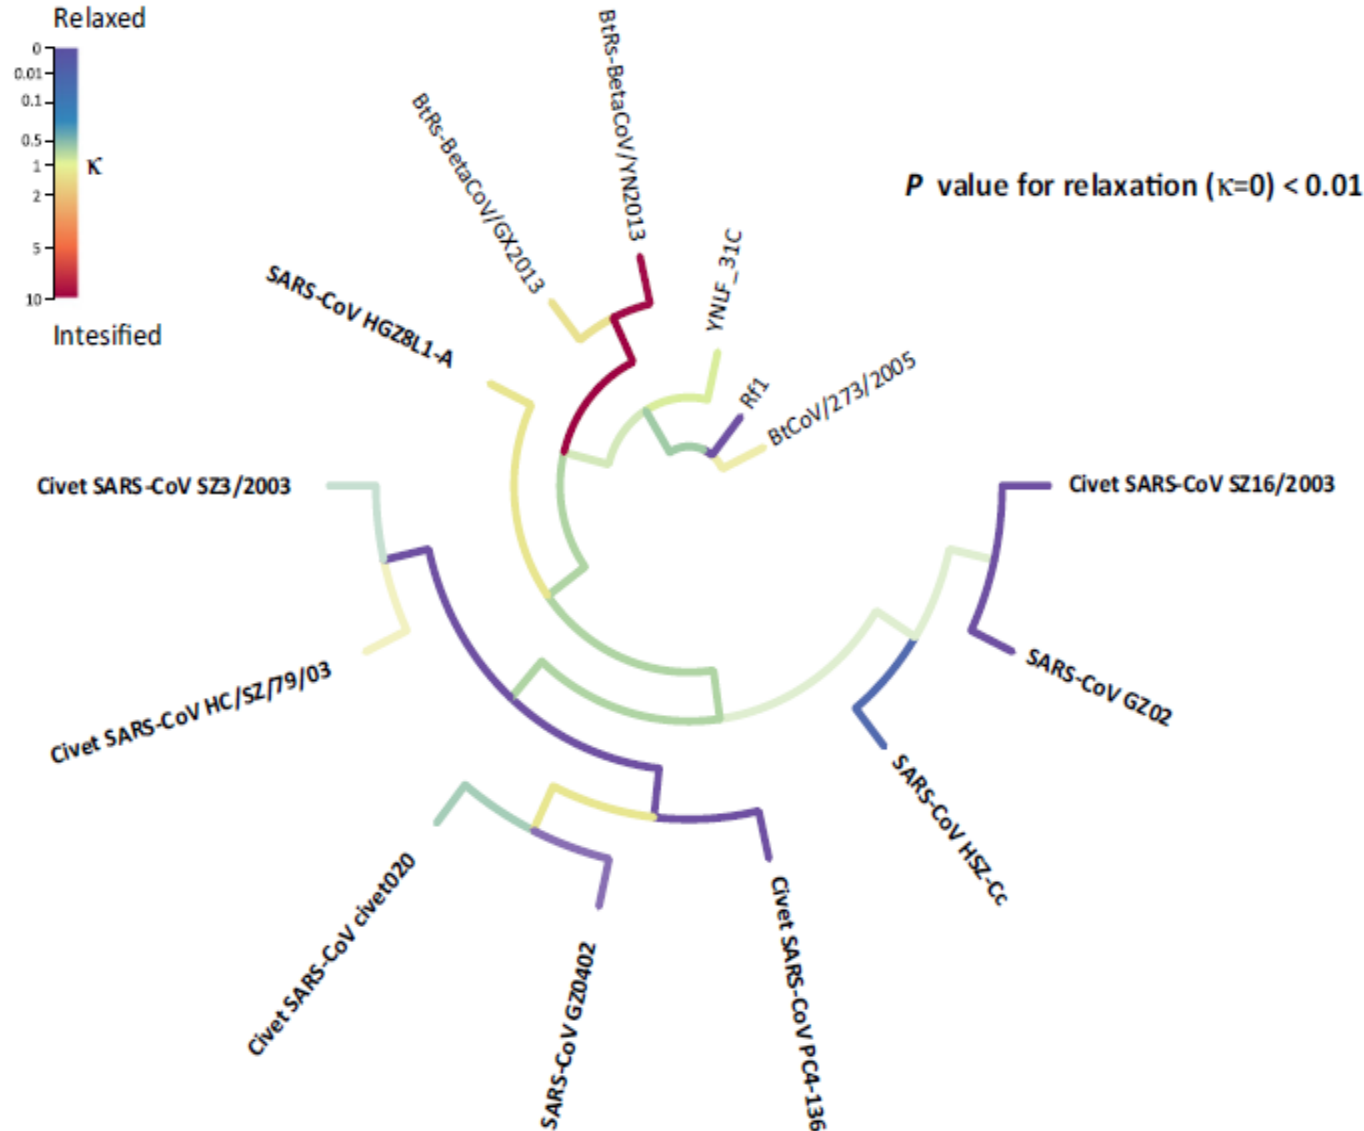 Relaxed
0
0.01
0.1
0.5
1
2
5
10
κ
Intesified
P value for relaxation (κ=0) < 0.01
BtRs-BetaCoV/YN2013
BtRs-BetaCoV/GX2013
YNLF_31C
Rf1
BtCoV/273/2005
SARS-CoV HGZ8L1-A
Civet SARS-CoV SZ3/2003
Civet SARS-CoV SZ16/2003
Civet SARS-CoV HC/SZ/79/03
SARS-CoV GZ02
SARS-CoV HSZ-Cc
Civet SARS-CoV civet020
SARS-CoV GZ0402
Civet SARS-CoV PC4-136